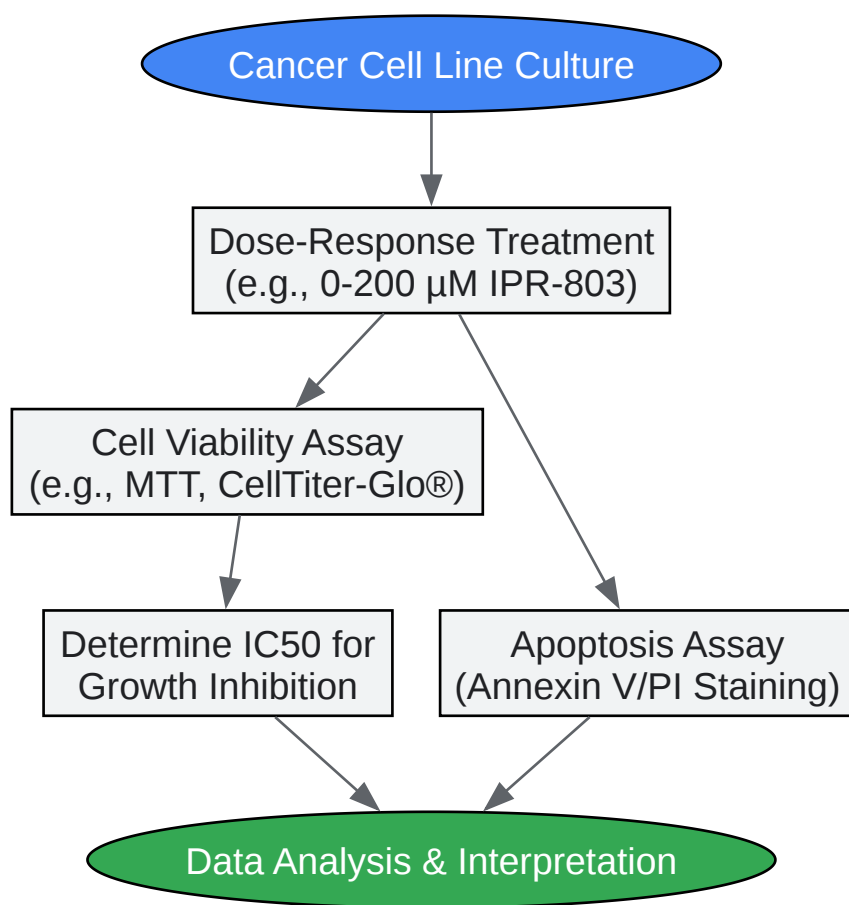 Cancer Cell Line Culture
Dose-Response Treatment
(e.g., 0-200 µM IPR-803)
Cell Viability Assay
(e.g., MTT, CellTiter-Glo®)
Determine IC50 for
Growth Inhibition
Apoptosis Assay
(Annexin V/PI Staining)
Data Analysis & Interpretation